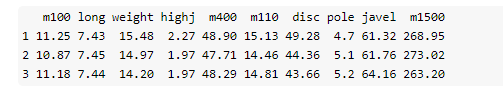 m100 long weight highj m400 m110 disc pole javel m1500
1 11.25 7.43 15.48 2.27 48.90 15.13 49.28 4.7 61.32 268.95
2 10.87 7.45 14.97 1.97 47.71 14.46 44.36 5.1 61.76 273.02
3 11.18 7.44 14.20 1.97 48.29 14.81 43.66 5.2 64.16 263.20